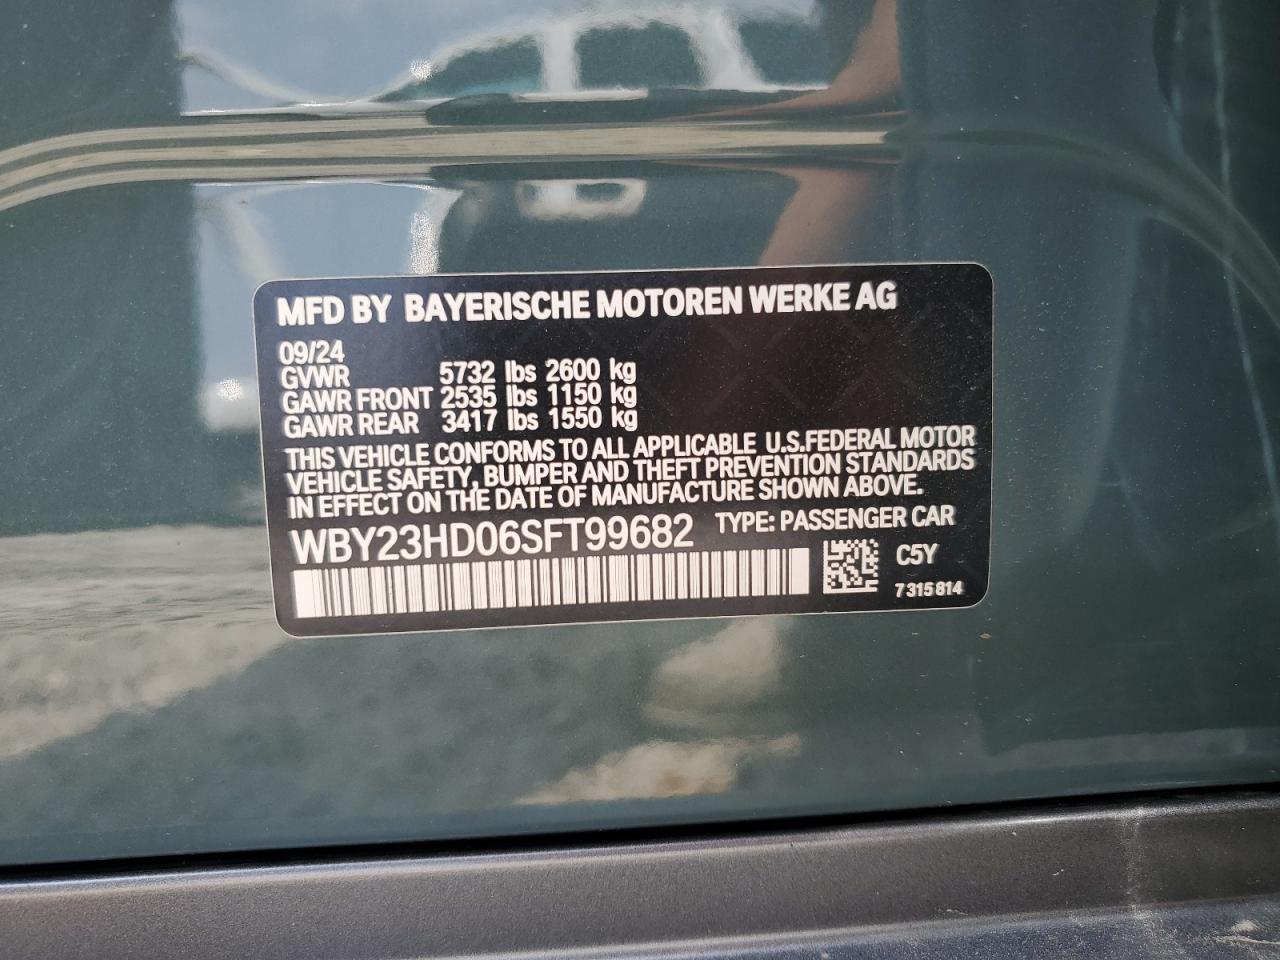 MFD BY BAYERISCHE MOTOREN WERKE AG
09/24
GVWR 5732 lbs 2600 kg
GAWR FRONT 2535 lbs 1150 kg
GAWR REAR 3417 lbs 1550 kg
THIS VEHICLE CONFORMS TO ALL APPLICABLE U.S.FEDERAL MOTOR
VEHICLE SAFETY, BUMPER AND THEFT PREVENTION STANDARDS
IN EFFECT ON THE DATE OF MANUFACTURE SHOWN ABOVE.
WBY23HD06SFT99682 TYPE: PASSENGER CAR
C5Y
7 315 814